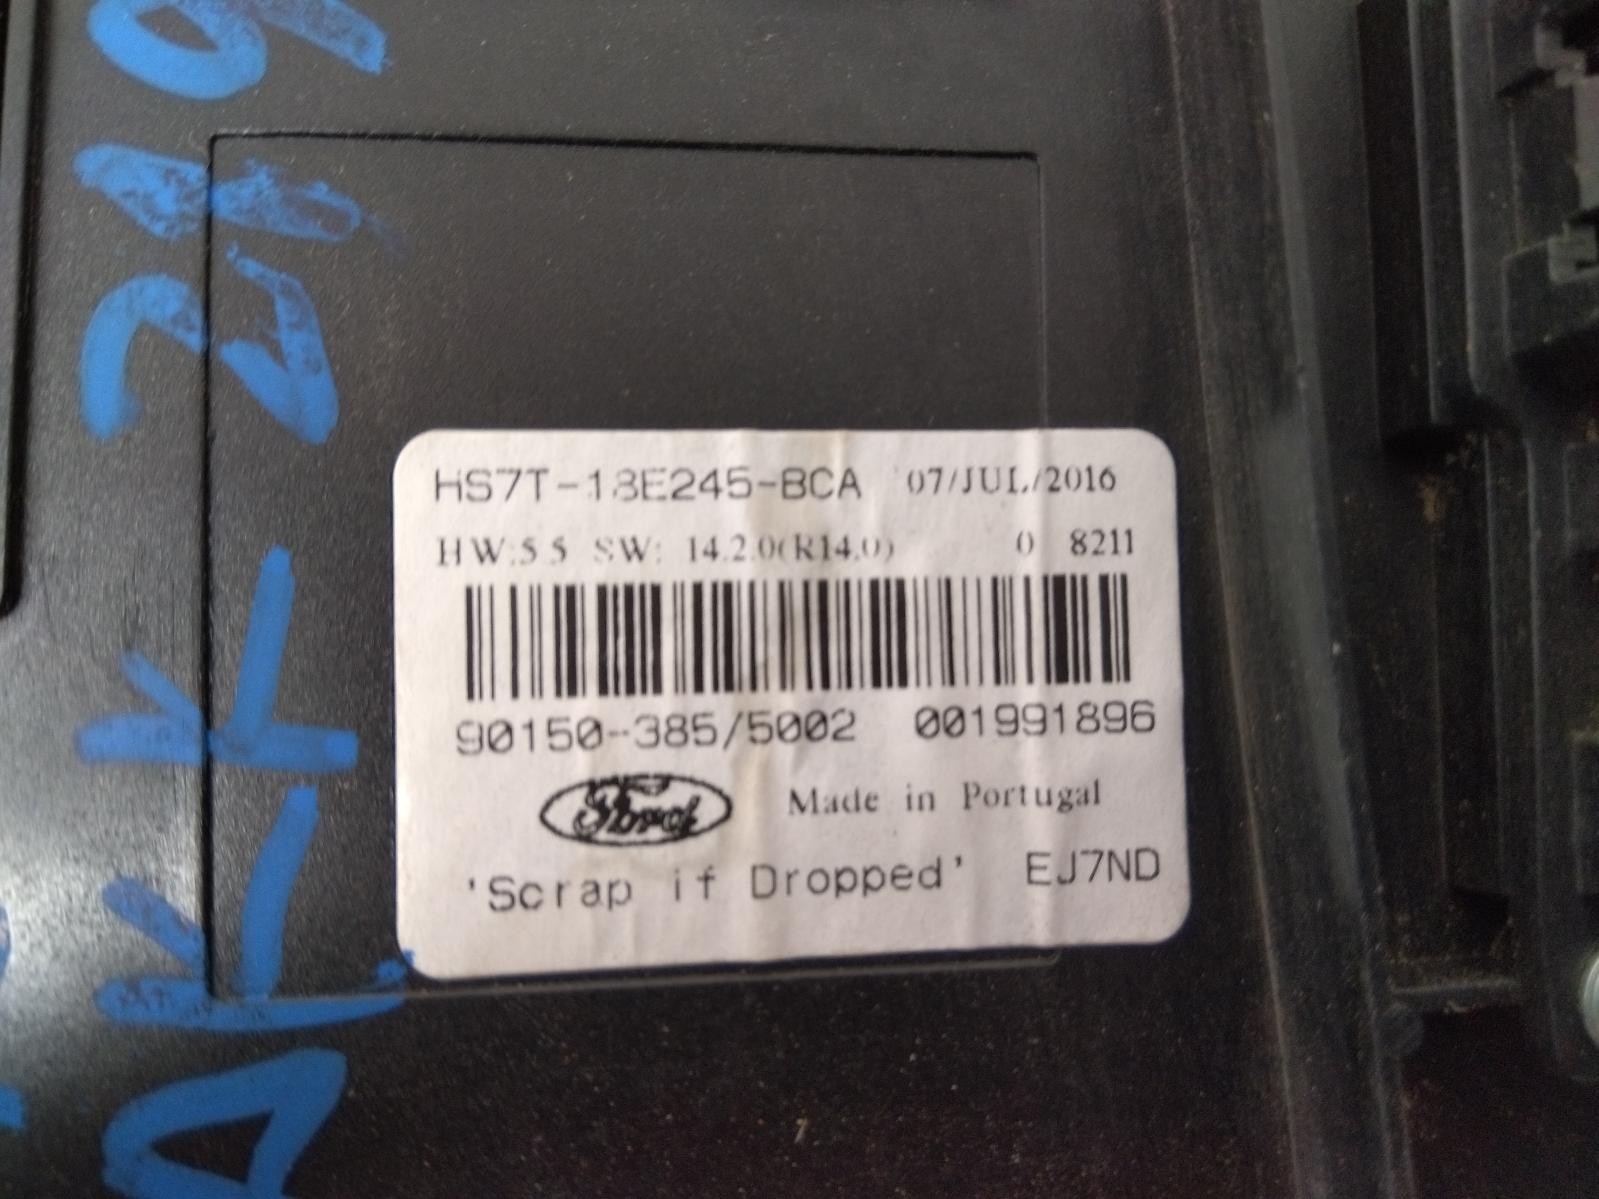 HS7T-18E245-BCA 07/JUL/2016
HW:5.5 SW: 14.2.0(R14.0) 0 8211
90150-385/5002 001991896
Ford Made in Portugal
'Scrap if Dropped' EJ7ND